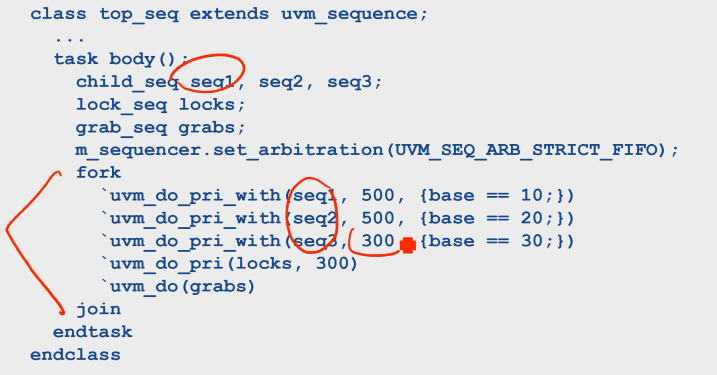 class top_seq extends uvm_sequence;
...
task body();
child_seq seq1, seq2, seq3;
lock_seq locks;
grab_seq grabs;
m_sequencer.set_arbitration(UVM_SEQ_ARB_STRICT_FIFO);
fork
`uvm_do_pri_with(seq1, 500, {base == 10;})
`uvm_do_pri_with(seq2, 500, {base == 20;})
`uvm_do_pri_with(seq3, 300, {base == 30;})
`uvm_do_pri(locks, 300)
`uvm_do(grabs)
join
endtask
endclass